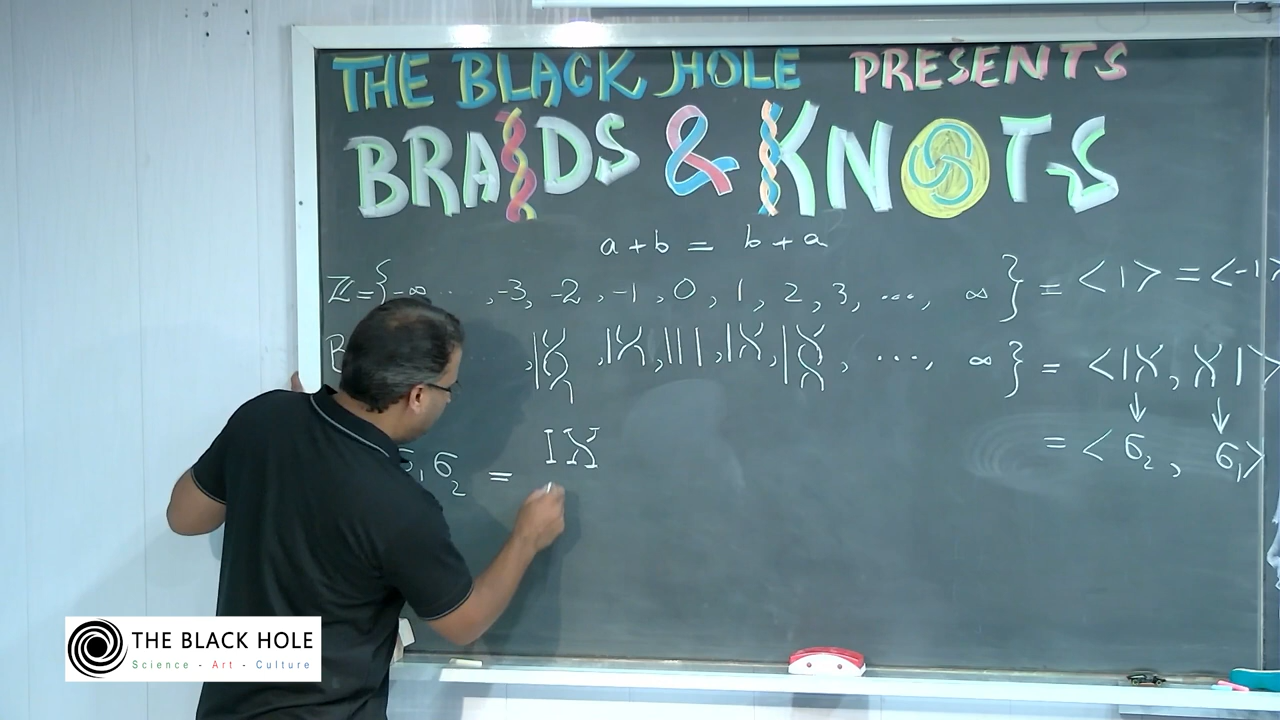 THE BLACK HOLE PRESENTS
BRAIDS & KNOTS
a + b = b + a
ℤ = { -∞ ... , -3, -2, -1, 0, 1, 2, 3, ..., ∞ } = <1> = <-1
B ... , ..., ∞ } = < , >
σ₁σ₂ = = < σ₂, σ₁>
THE BLACK HOLE
Science - Art - Culture